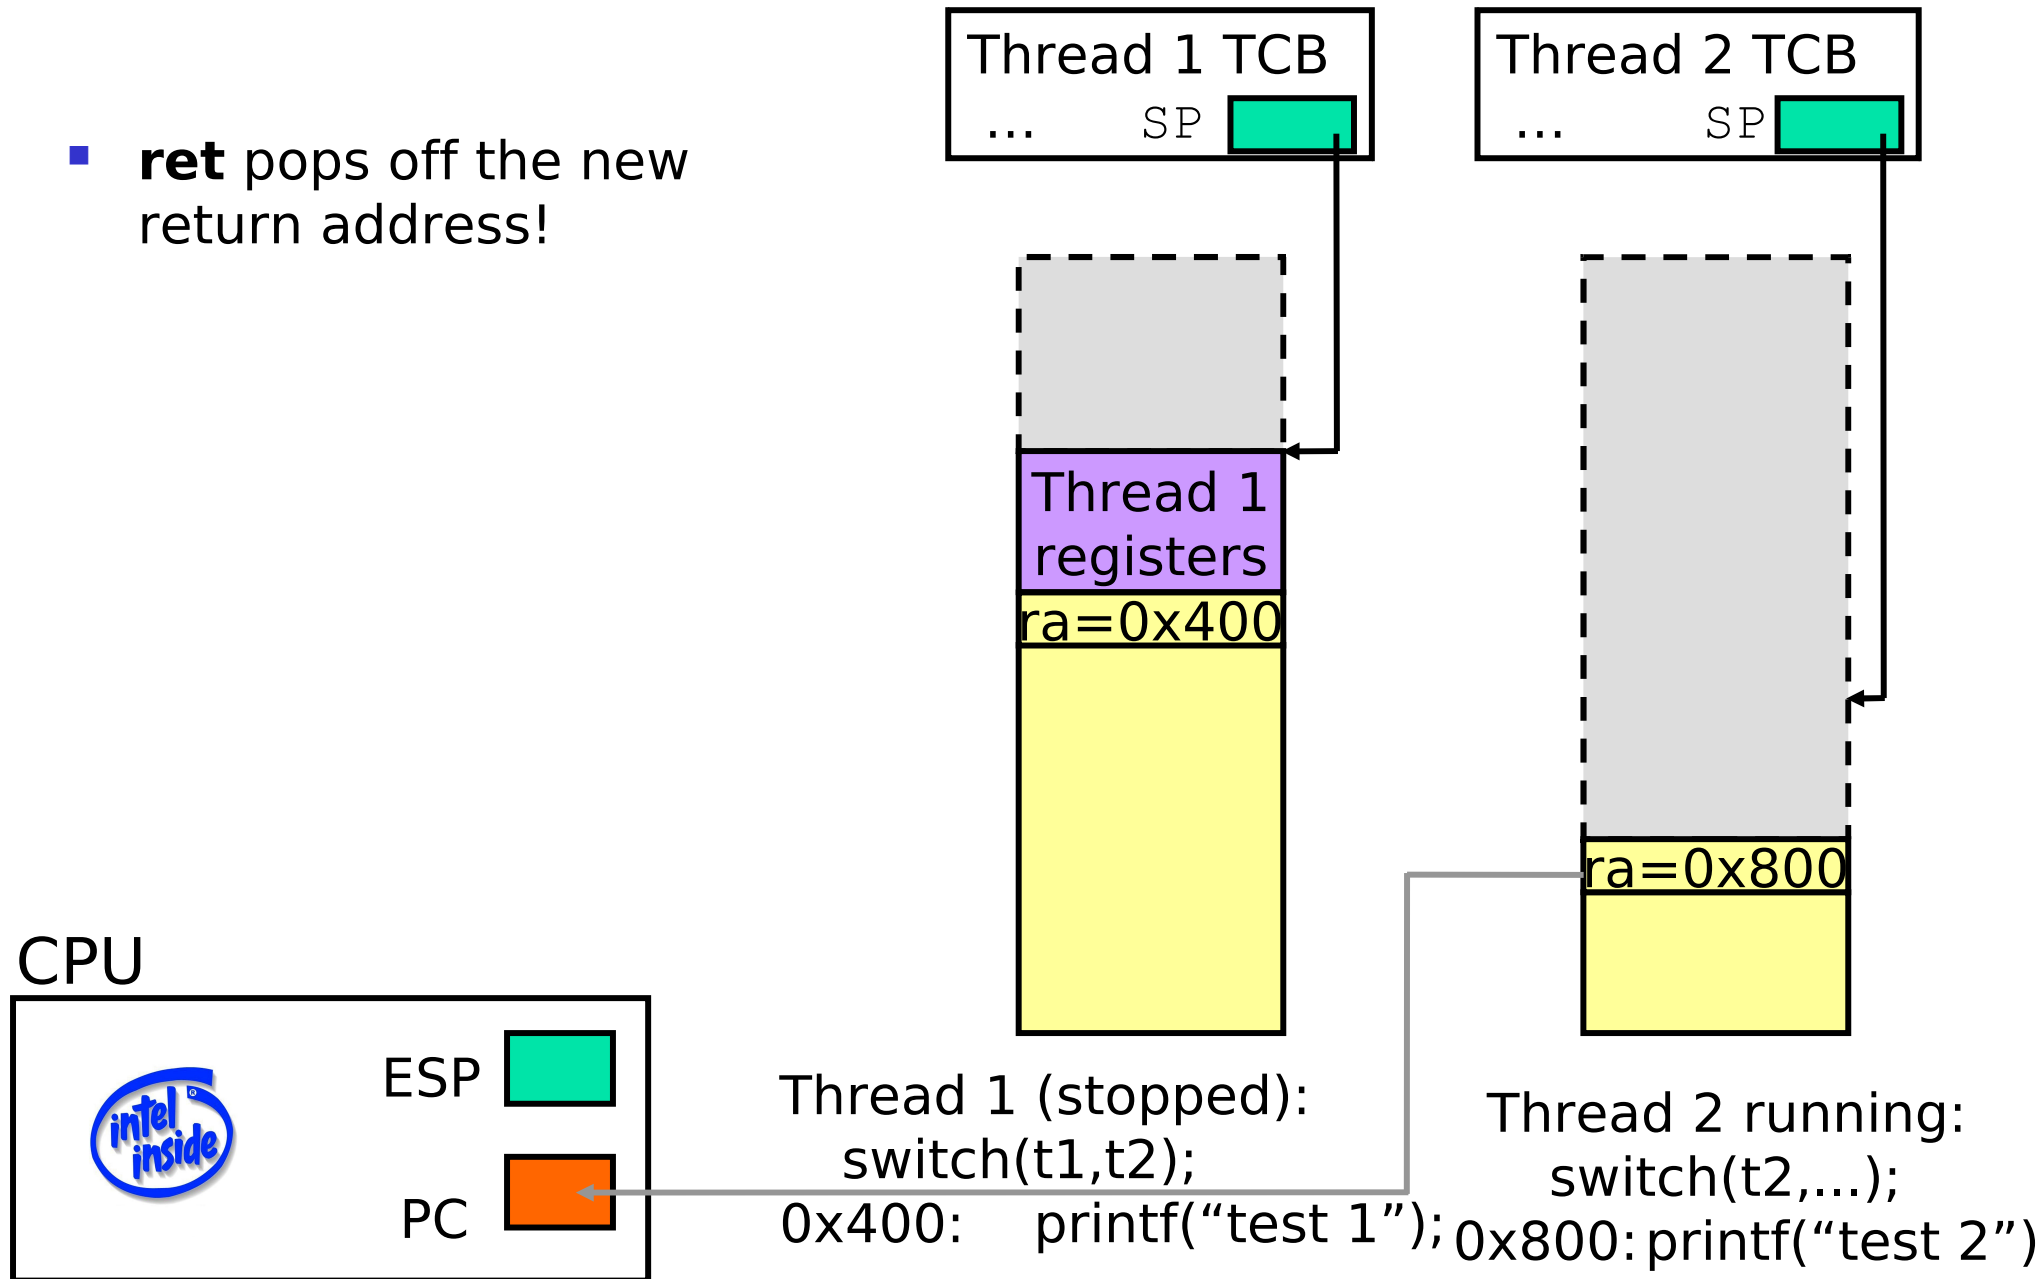 Thread 1 TCB
... SP
Thread 2 TCB
... SP
▪ ret pops off the new
return address!
Thread 1
registers
ra=0x400
ra=0x800
CPU
ESP
PC
intel®
inside
Thread 1 (stopped):
switch(t1,t2);
0x400: printf(“test 1”);
Thread 2 running:
switch(t2,...);
0x800: printf(“test 2”)